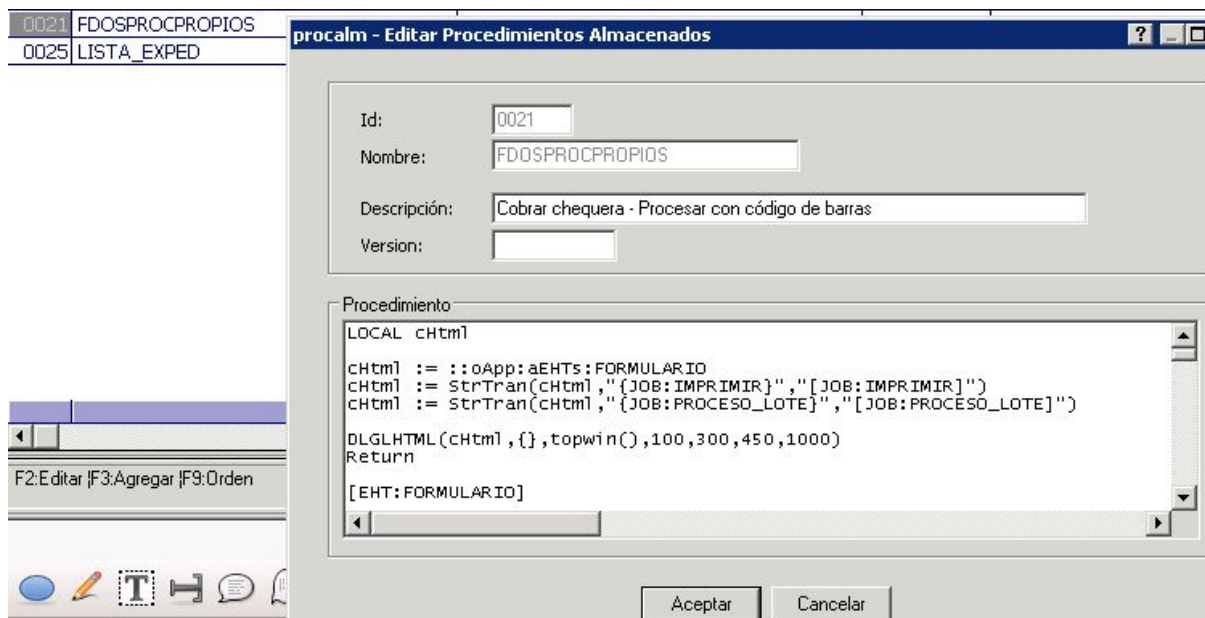 0021 FDOSPROCPROPIOS
0025 LISTA_EXPED
procalm - Editar Procedimientos Almacenados
Id: 0021
Nombre: FDOSPROCPROPIOS
Descripción: Cobrar chequera - Procesar con código de barras
Version:
Procedimiento
LOCAL cHtml
cHtml := ::oApp:aEHTs:FORMULARIO
cHtml := StrTran(cHtml,"{JOB:IMPRIMIR}","[JOB:IMPRIMIR]")
cHtml := StrTran(cHtml,"{JOB:PROCESO_LOTE}","[JOB:PROCESO_LOTE]")
DLGLHTML(cHtml,{},topwin(),100,300,450,1000)
Return
[EHT:FORMULARIO]
F2:Editar |F3:Agregar |F9:Orden
T
Aceptar Cancelar